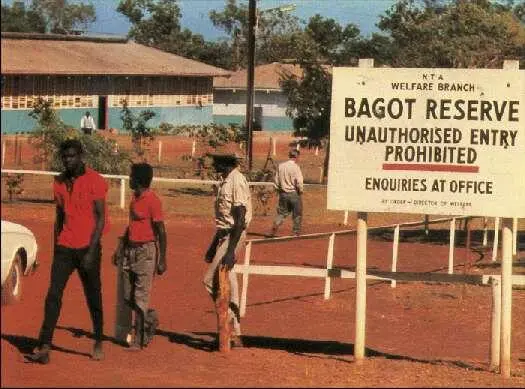 N.T.A
WELFARE BRANCH
BAGOT RESERVE
UNAUTHORISED ENTRY
PROHIBITED
ENQUIRIES AT OFFICE
BY ORDER - DIRECTOR OF WELFARE